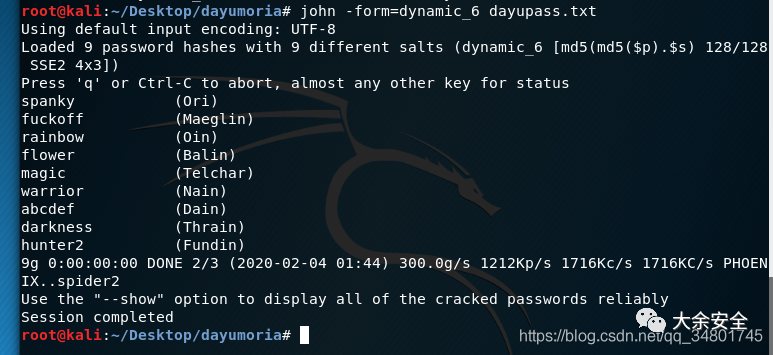 root@kali:~/Desktop/dayumoria# john -form=dynamic_6 dayupass.txt
Using default input encoding: UTF-8
Loaded 9 password hashes with 9 different salts (dynamic_6 [md5(md5($p).$s) 128/128
 SSE2 4x3])
Press 'q' or Ctrl-C to abort, almost any other key for status
spanky           (Ori)
fuckoff          (Maeglin)
rainbow          (Oin)
flower           (Balin)
magic            (Telchar)
warrior          (Nain)
abcdef           (Dain)
darkness         (Thrain)
hunter2          (Fundin)
9g 0:00:00:00 DONE 2/3 (2020-02-04 01:44) 300.0g/s 1212Kp/s 1716Kc/s 1716KC/s PHOEN
IX..spider2
Use the "--show" option to display all of the cracked passwords reliably
Session completed
root@kali:~/Desktop/dayumoria#
大余安全
https://blog.csdn.net/qq_34801745